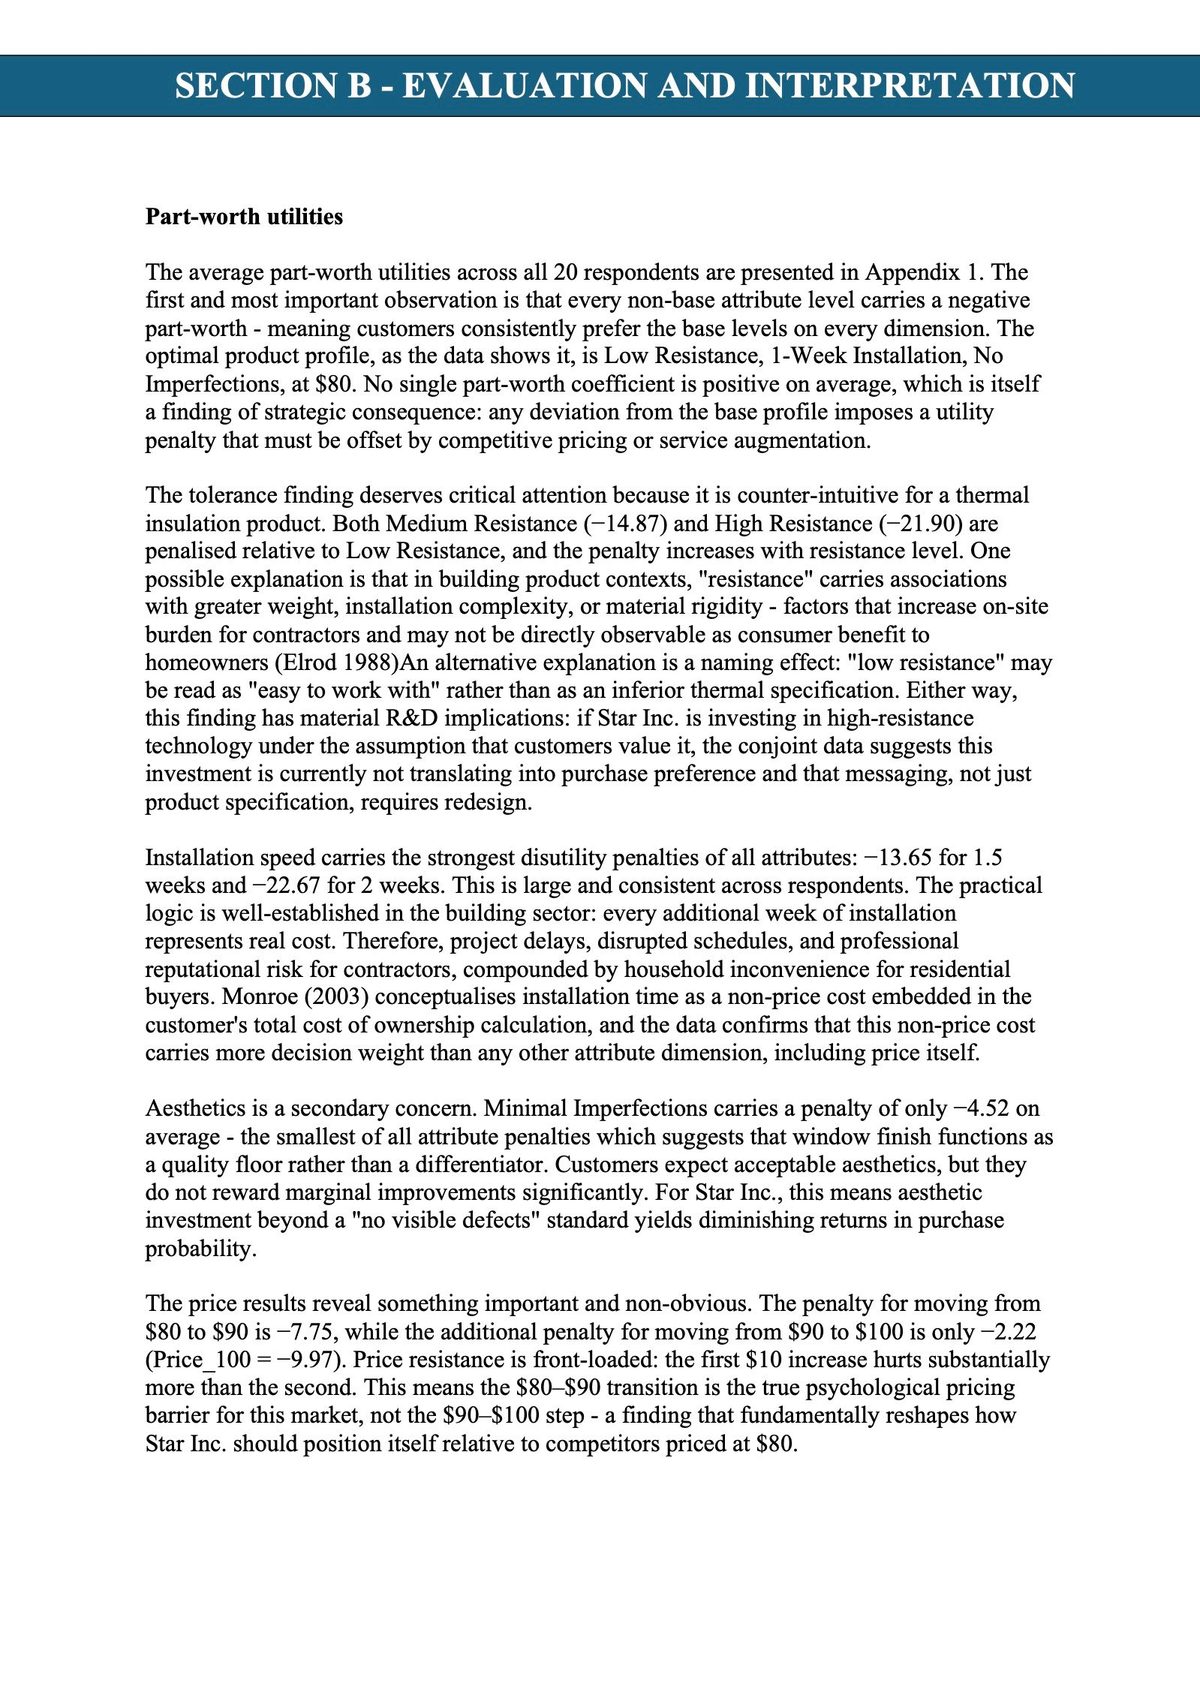 SECTION B - EVALUATION AND INTERPRETATION
Part-worth utilities
The average part-worth utilities across all 20 respondents are presented in Appendix 1. The
first and most important observation is that every non-base attribute level carries a negative
part-worth - meaning customers consistently prefer the base levels on every dimension. The
optimal product profile, as the data shows it, is Low Resistance, 1-Week Installation, No
Imperfections, at $80. No single part-worth coefficient is positive on average, which is itself
a finding of strategic consequence: any deviation from the base profile imposes a utility
penalty that must be offset by competitive pricing or service augmentation.
The tolerance finding deserves critical attention because it is counter-intuitive for a thermal
insulation product. Both Medium Resistance (−14.87) and High Resistance (−21.90) are
penalised relative to Low Resistance, and the penalty increases with resistance level. One
possible explanation is that in building product contexts, "resistance" carries associations
with greater weight, installation complexity, or material rigidity - factors that increase on-site
burden for contractors and may not be directly observable as consumer benefit to
homeowners (Elrod 1988)An alternative explanation is a naming effect: "low resistance" may
be read as "easy to work with" rather than as an inferior thermal specification. Either way,
this finding has material R&D implications: if Star Inc. is investing in high-resistance
technology under the assumption that customers value it, the conjoint data suggests this
investment is currently not translating into purchase preference and that messaging, not just
product specification, requires redesign.
Installation speed carries the strongest disutility penalties of all attributes: −13.65 for 1.5
weeks and −22.67 for 2 weeks. This is large and consistent across respondents. The practical
logic is well-established in the building sector: every additional week of installation
represents real cost. Therefore, project delays, disrupted schedules, and professional
reputational risk for contractors, compounded by household inconvenience for residential
buyers. Monroe (2003) conceptualises installation time as a non-price cost embedded in the
customer's total cost of ownership calculation, and the data confirms that this non-price cost
carries more decision weight than any other attribute dimension, including price itself.
Aesthetics is a secondary concern. Minimal Imperfections carries a penalty of only −4.52 on
average - the smallest of all attribute penalties which suggests that window finish functions as
a quality floor rather than a differentiator. Customers expect acceptable aesthetics, but they
do not reward marginal improvements significantly. For Star Inc., this means aesthetic
investment beyond a "no visible defects" standard yields diminishing returns in purchase
probability.
The price results reveal something important and non-obvious. The penalty for moving from
$80 to $90 is −7.75, while the additional penalty for moving from $90 to $100 is only −2.22
(Price_100 = −9.97). Price resistance is front-loaded: the first $10 increase hurts substantially
more than the second. This means the $80–$90 transition is the true psychological pricing
barrier for this market, not the $90–$100 step - a finding that fundamentally reshapes how
Star Inc. should position itself relative to competitors priced at $80.